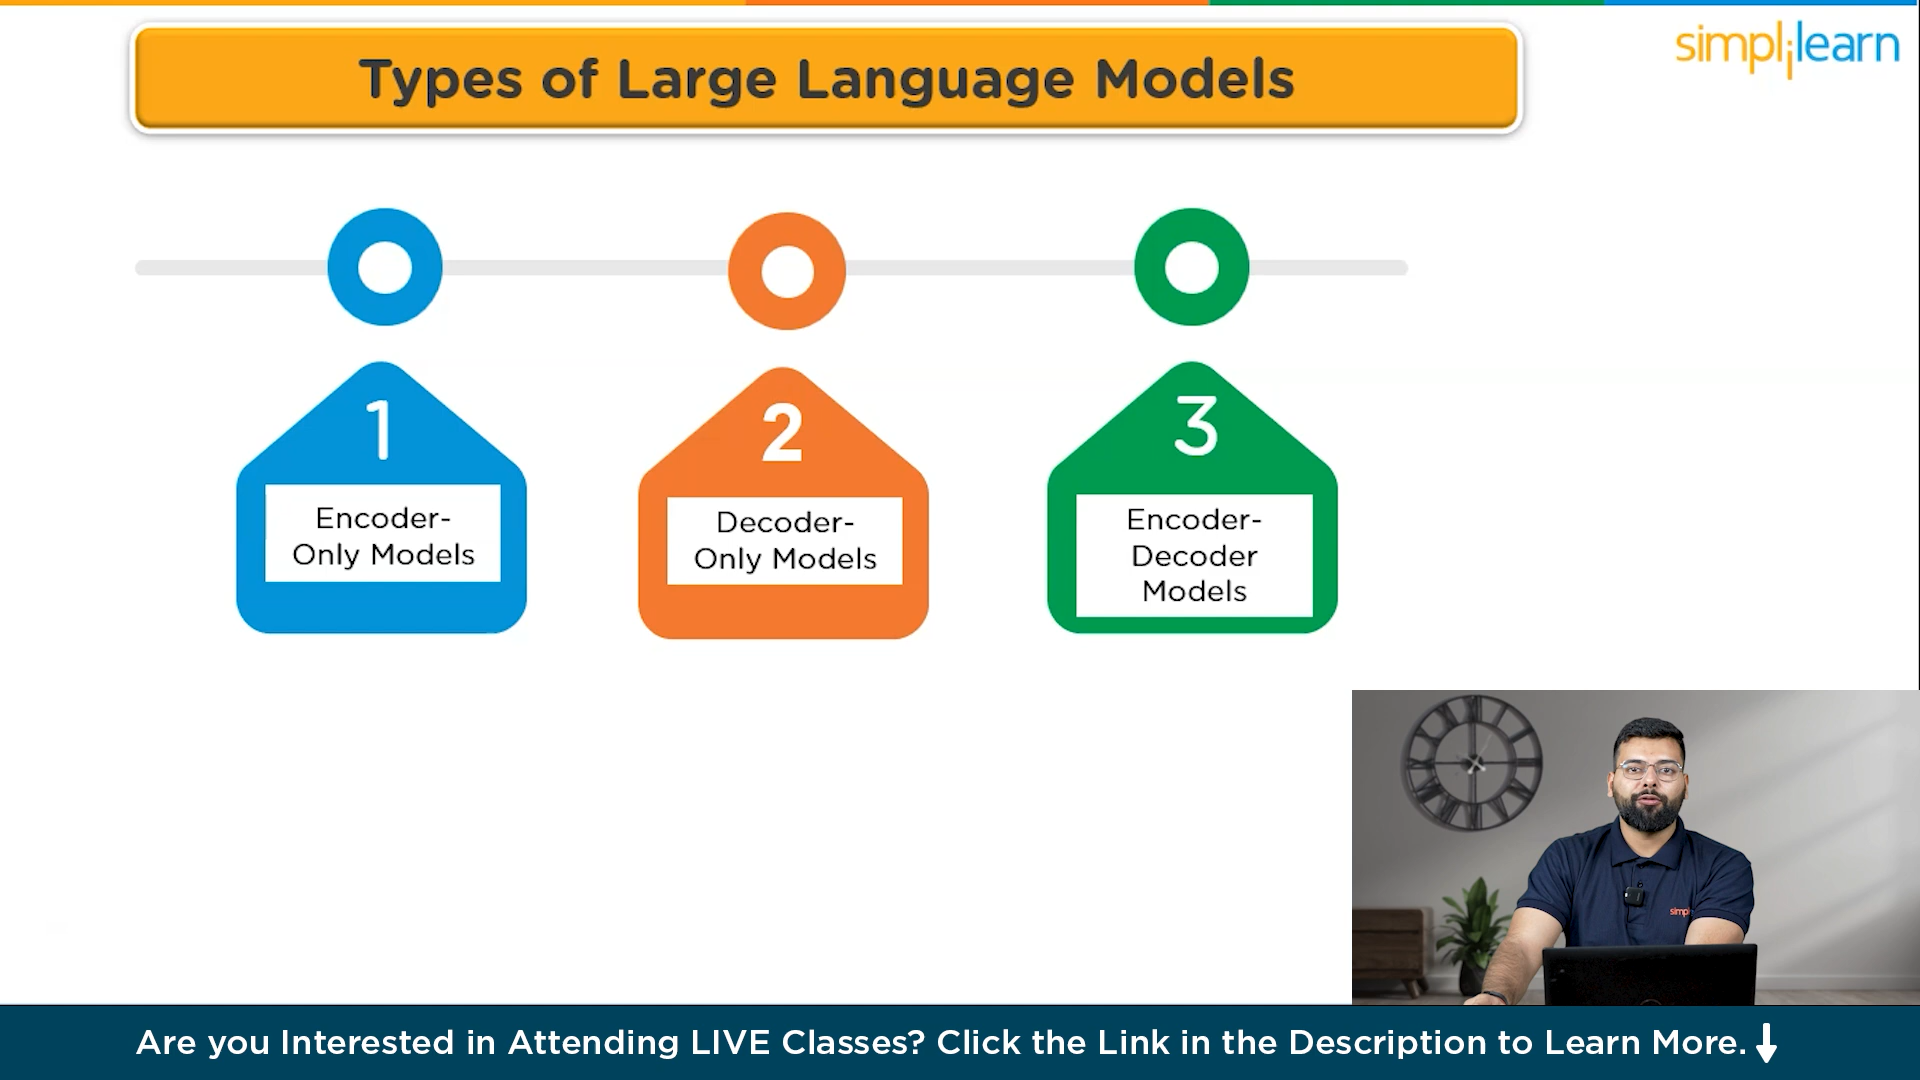 Types of Large Language Models
simplilearn
1
Encoder-
Only Models
2
Decoder-
Only Models
3
Encoder-
Decoder
Models
simpl
Are you Interested in Attending LIVE Classes? Click the Link in the Description to Learn More.